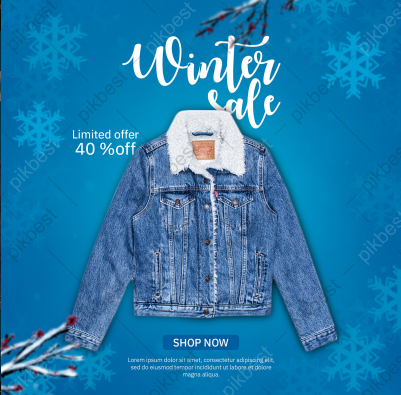 Winter
sale
Limited offer
40 %off
SHOP NOW
Lorem ipsum dolor sit amet, consectetur adipiscing elit,
sed do eiusmod tempor incididunt ut labore et dolore
magna aliqua.
pikbest